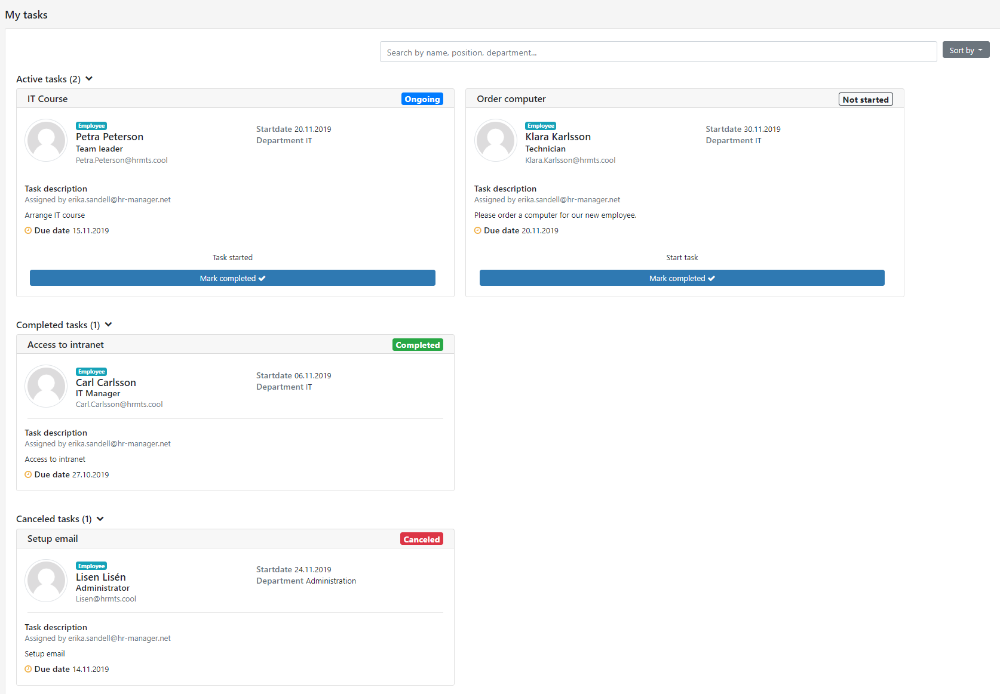 My tasks
Search by name, position, department...
Sort by
Active tasks (2)
IT Course
Ongoing
Employee
Petra Peterson
Team leader
Petra.Peterson@hrmts.cool
Startdate 20.11.2019
Department IT
Task description
Assigned by erika.sandell@hr-manager.net
Arrange IT course
Due date 15.11.2019
Task started
Mark completed
Order computer
Not started
Employee
Klara Karlsson
Technician
Klara.Karlsson@hrmts.cool
Startdate 30.11.2019
Department IT
Task description
Assigned by erika.sandell@hr-manager.net
Please order a computer for our new employee.
Due date 20.11.2019
Start task
Mark completed
Completed tasks (1)
Access to intranet
Completed
Employee
Carl Carlsson
IT Manager
Carl.Carlsson@hrmts.cool
Startdate 06.11.2019
Department IT
Task description
Assigned by erika.sandell@hr-manager.net
Access to intranet
Due date 27.10.2019
Canceled tasks (1)
Setup email
Canceled
Employee
Lisen Lisén
Administrator
Lisen@hrmts.cool
Startdate 24.11.2019
Department Administration
Task description
Assigned by erika.sandell@hr-manager.net
Setup email
Due date 14.11.2019